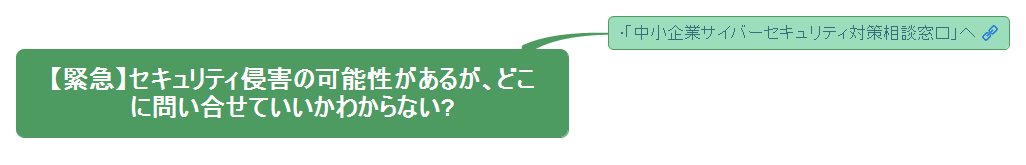 ・「中小企業サイバーセキュリティ対策相談窓口」へ
【緊急】セキュリティ侵害の可能性があるが、どこ
に問い合せていいかわからない?